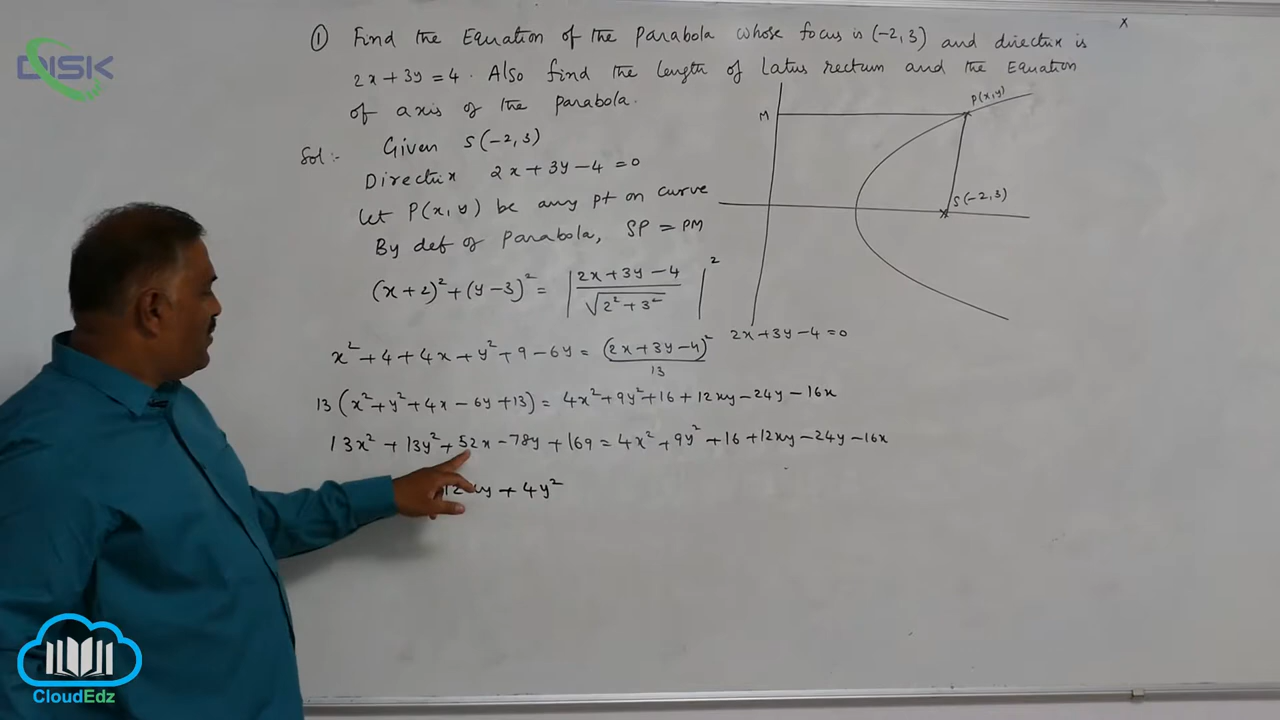 DISK
① Find the Equation of the Parabola whose focus is (-2,3) and directrix is
2x+3y=4. Also find the length of Latus rectum and the Equation
of axis of the parabola.
x
Sol:- Given S(-2,3)
Directrix 2x+3y-4=0
Let P(x,y) be any pt on curve
By def of Parabola, SP = PM
(x+2)²+(y-3)² = |(2x+3y-4)/√(2²+3²)|²
x²+4+4x+y²+9-6y = (2x+3y-4)²/13
13(x²+y²+4x-6y+13) = 4x²+9y²+16+12xy-24y-16x
13x²+13y²+52x-78y+169=4x²+9y²+16+12xy-24y-16x
12xy+4y²
M
P(x,y)
S(-2,3)
2x+3y-4=0
CloudEdz